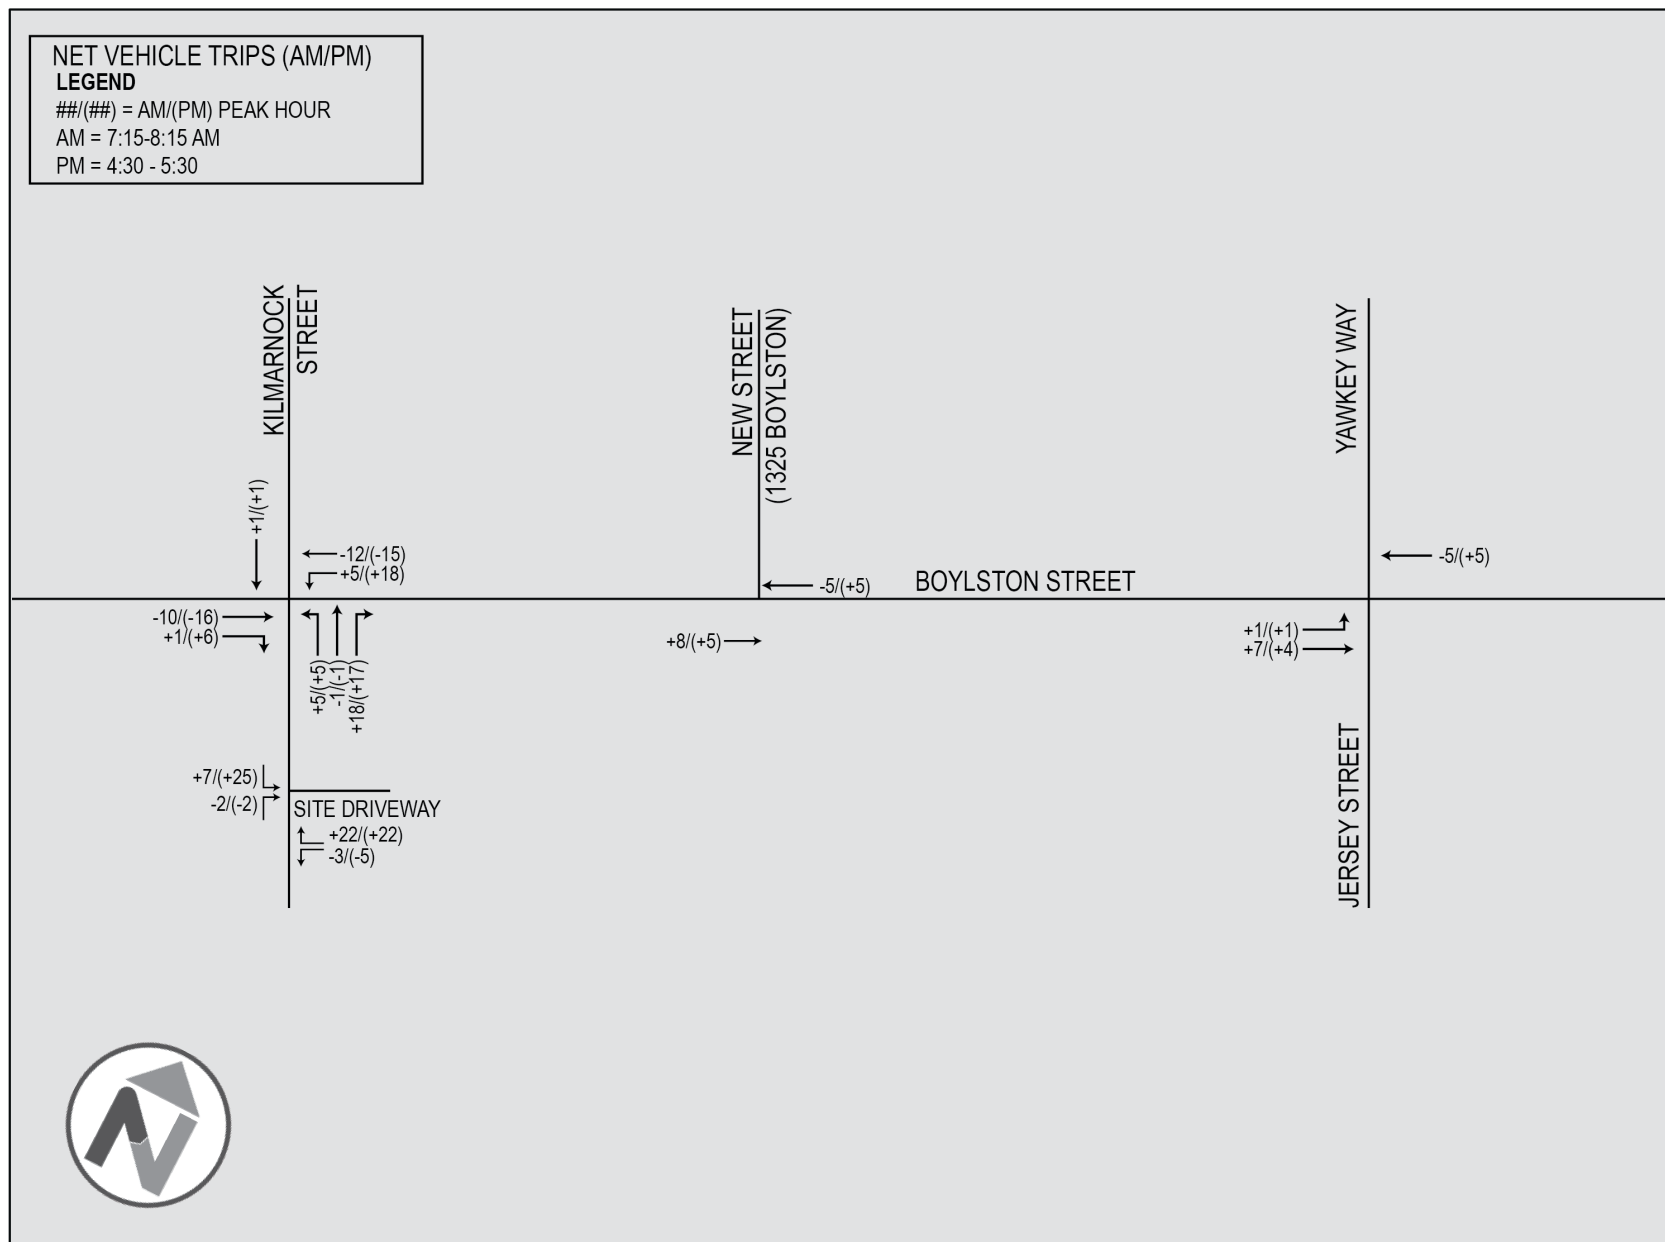 NET VEHICLE TRIPS (AM/PM)
LEGEND
##/(##) = AM/(PM) PEAK HOUR
AM = 7:15-8:15 AM
PM = 4:30 - 5:30
KILMARNOCK
STREET
NEW STREET
(1325 BOYLSTON)
YAWKEY WAY
+1/(+1)
-12/(-15)
+5/(+18)
-5/(+5)
BOYLSTON STREET
-5/(+5)
-10/(-16)
+1/(+6)
+5/(+5)
-1/(-1)
+18/(+17)
+8/(+5)
+1/(+1)
+7/(+4)
JERSEY STREET
+7/(+25)
-2/(-2)
SITE DRIVEWAY
+22/(+22)
-3/(-5)
N